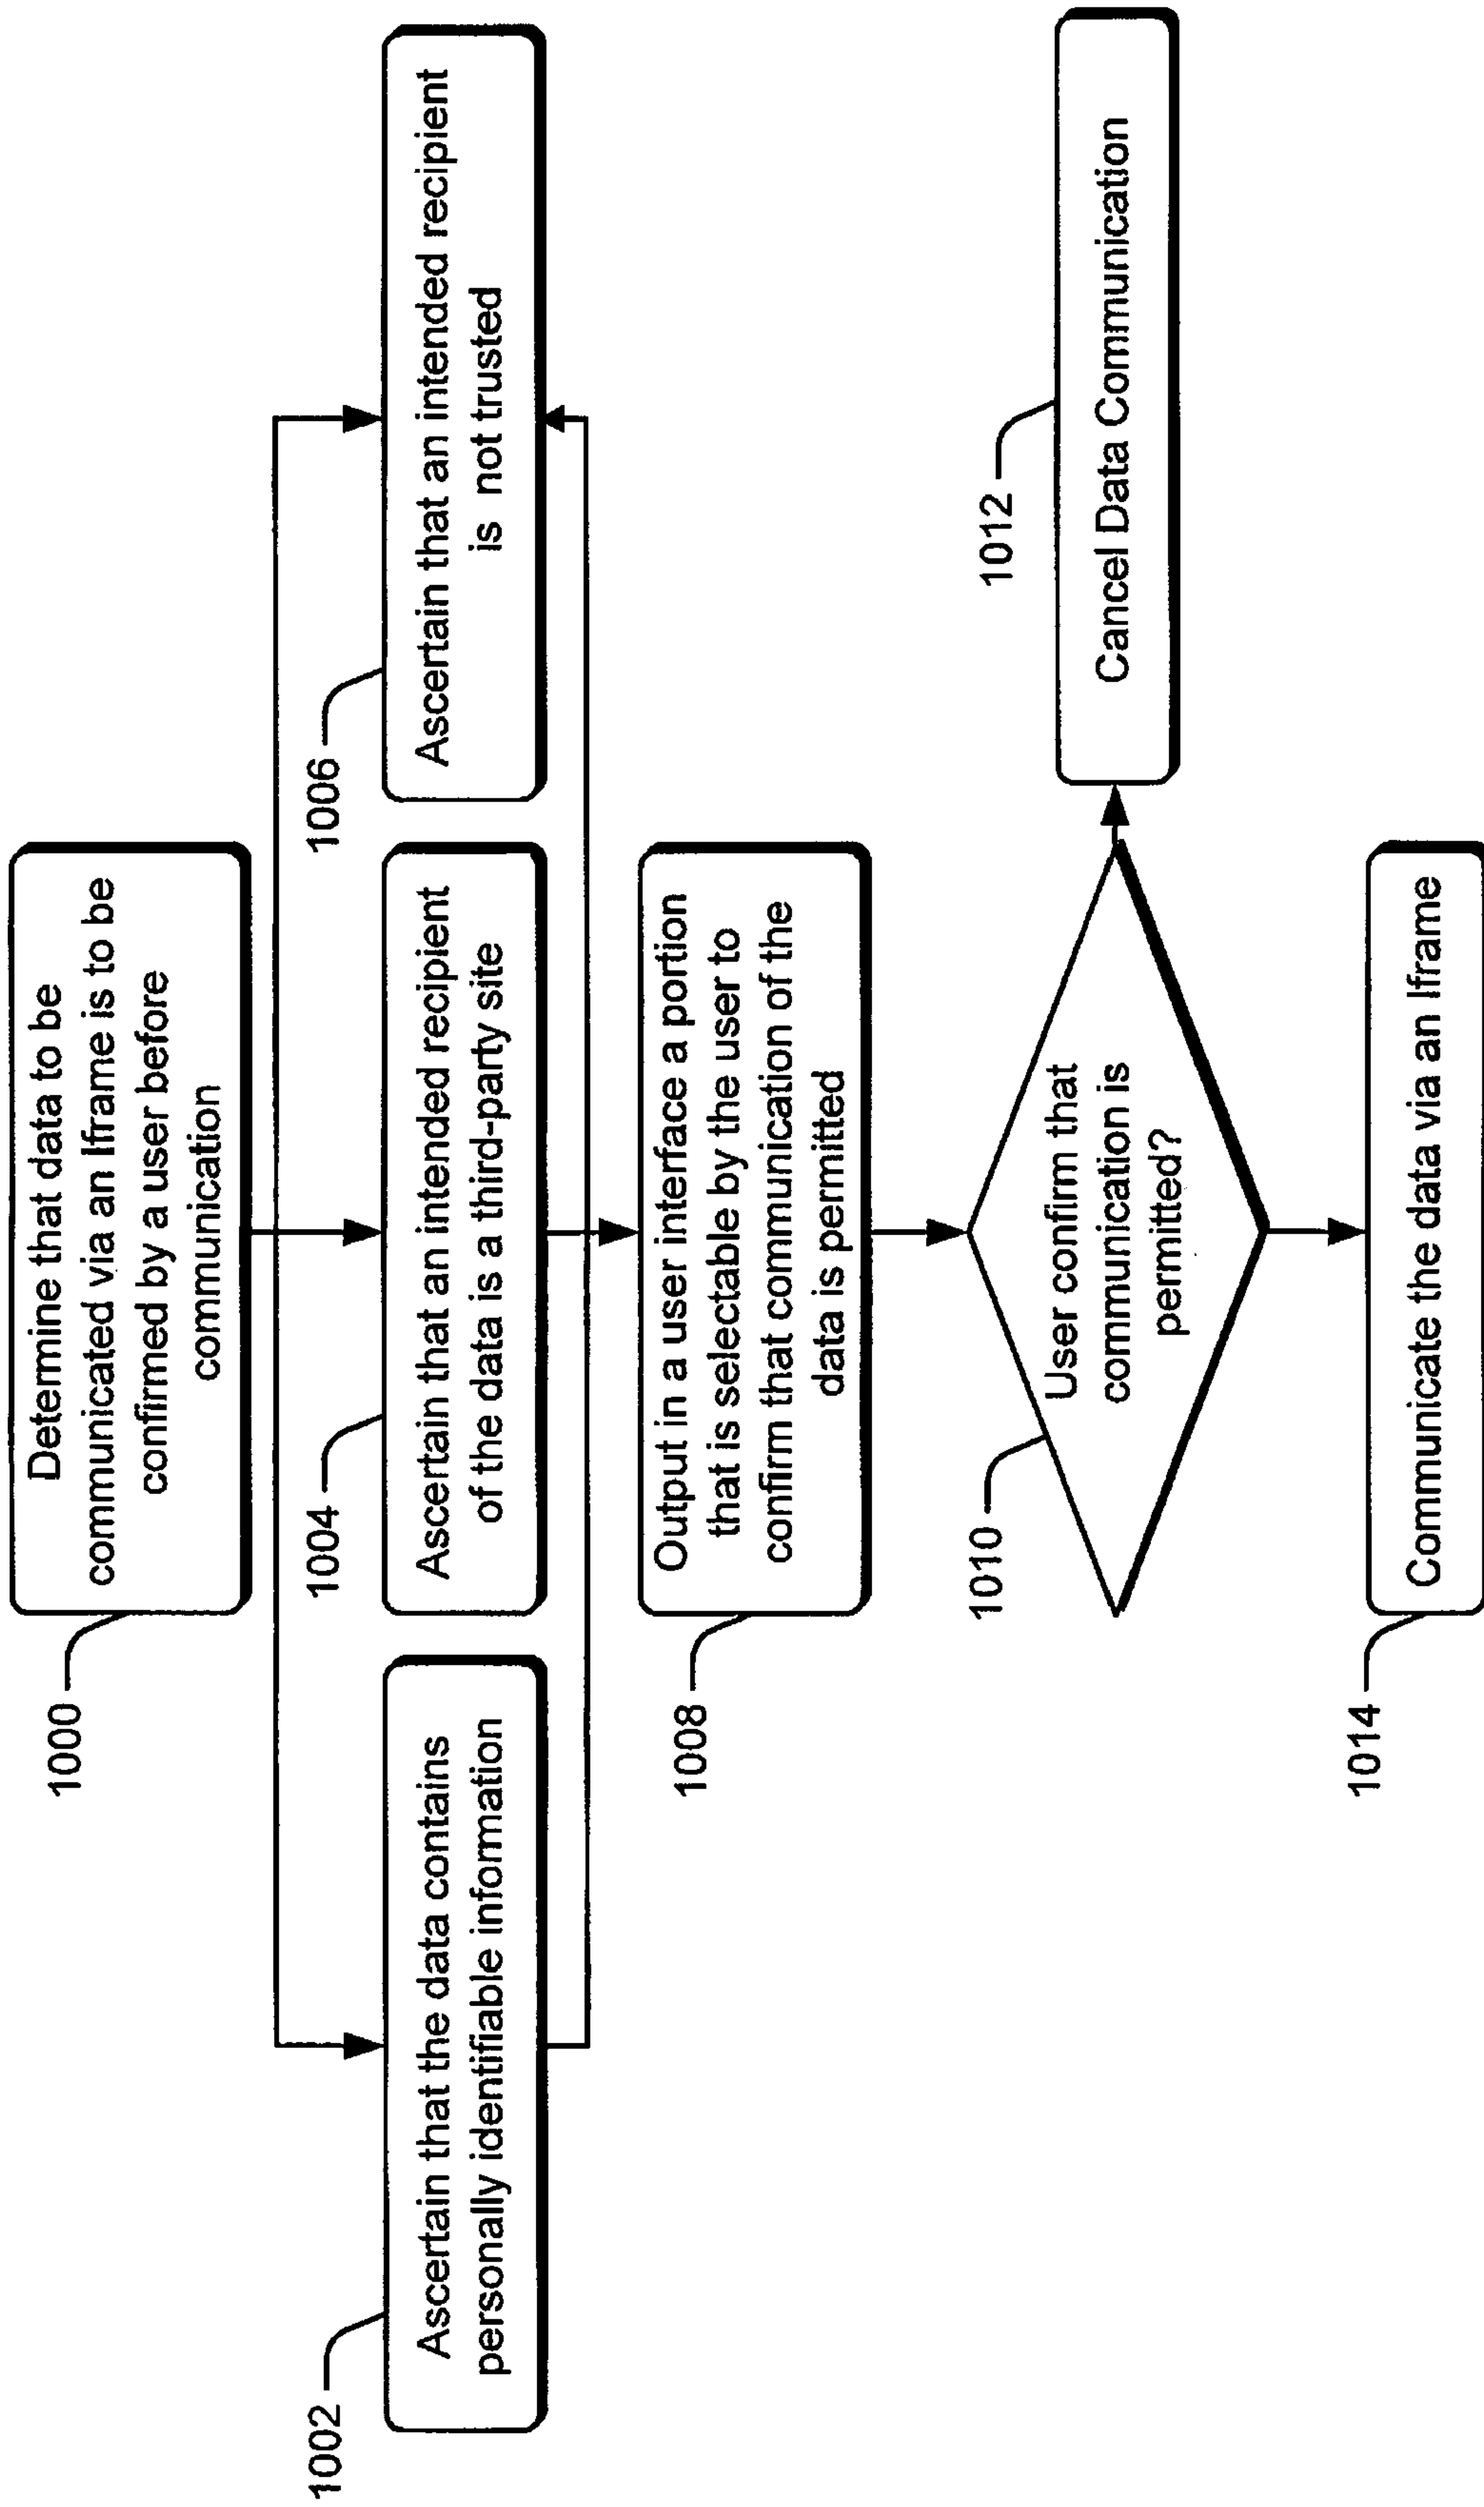 1000
Determine that data to be
communicated via an Iframe is to be
confirmed by a user before
communication
1002
Ascertain that the data contains
personally identifiable information
1004
Ascertain that an intended recipient
of the data is a third-party site
1006
Ascertain that an intended recipient
is not trusted
1008
Output in a user interface a portion
that is selectable by the user to
confirm that communication of the
data is permitted
1010
User confirm that
communication is
permitted?
1012
Cancel Data Communication
1014
Communicate the data via an Iframe